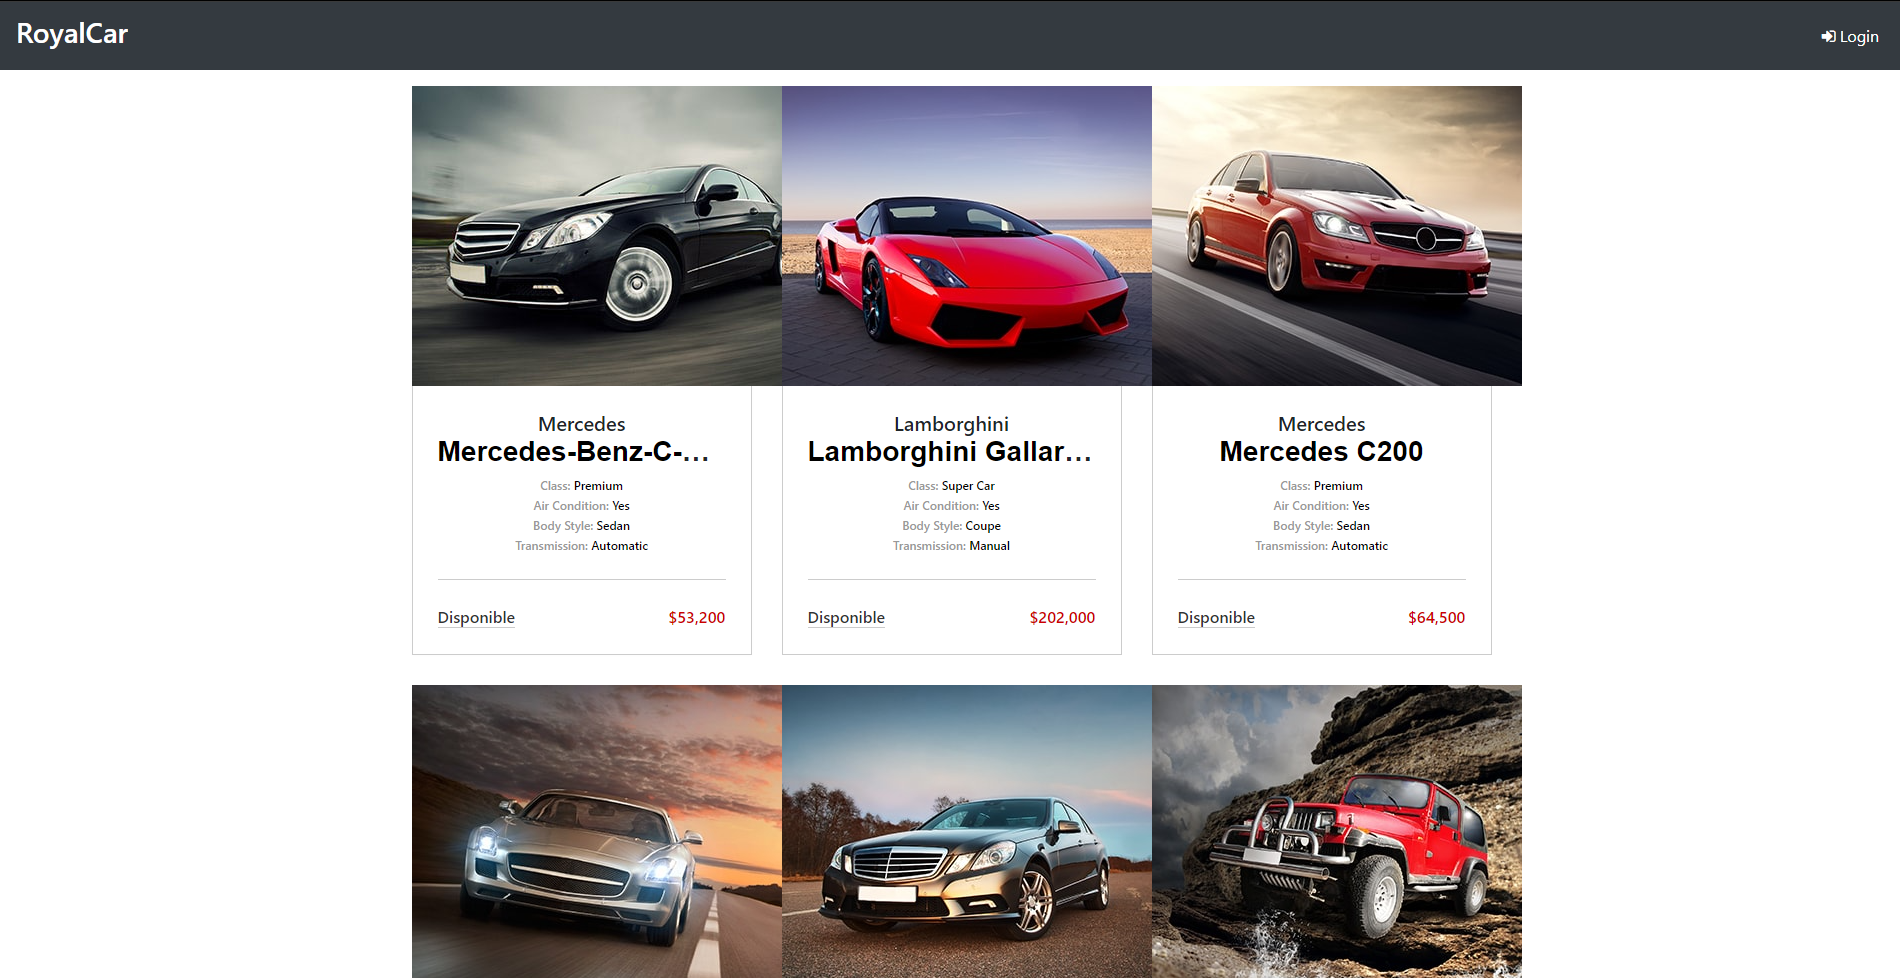 RoyalCar
Login
Mercedes
Mercedes-Benz-C-...
Class: Premium
Air Condition: Yes
Body Style: Sedan
Transmission: Automatic
Disponible $53,200
Lamborghini
Lamborghini Gallar...
Class: Super Car
Air Condition: Yes
Body Style: Coupe
Transmission: Manual
Disponible $202,000
Mercedes
Mercedes C200
Class: Premium
Air Condition: Yes
Body Style: Sedan
Transmission: Automatic
Disponible $64,500